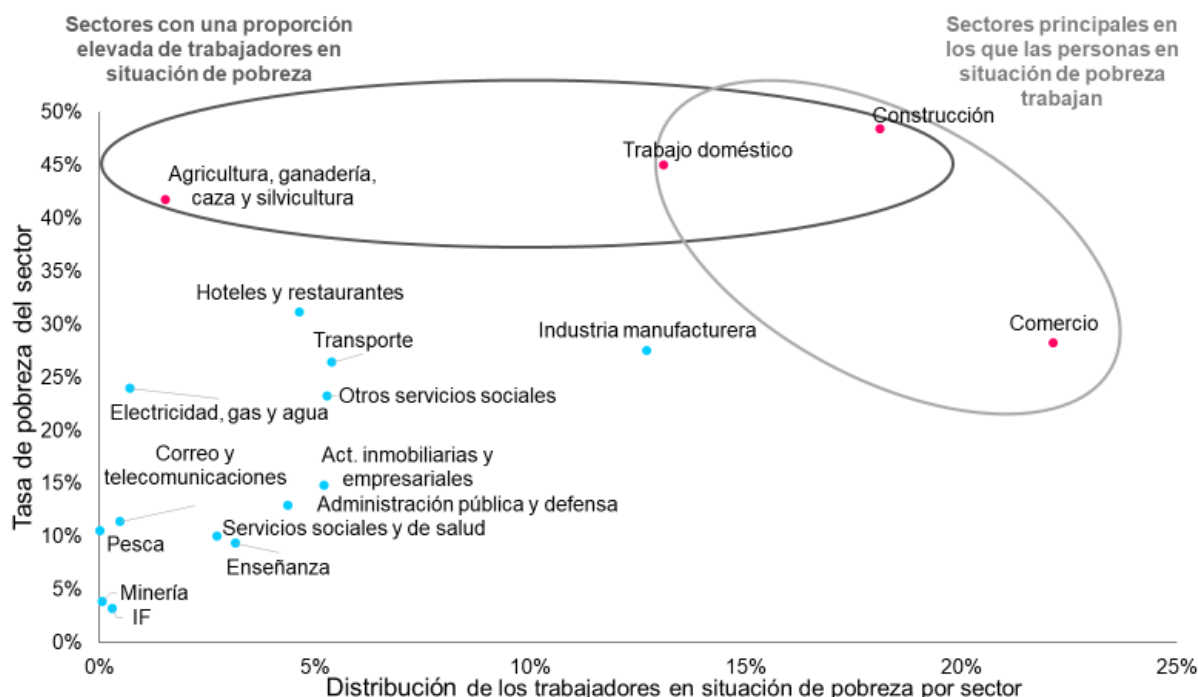 Sectores con una proporción
elevada de trabajadores en
situación de pobreza
Sectores principales en
los que las personas en
situación de pobreza
trabajan
Tasa de pobreza del sector
50%
45%
40%
35%
30%
25%
20%
15%
10%
5%
0%
Construcción
Trabajo doméstico
Agricultura, ganadería,
caza y silvicultura
Hoteles y restaurantes
Transporte
Industria manufacturera
Comercio
Otros servicios sociales
Electricidad, gas y agua
Correo y
telecomunicaciones
Act. inmobiliarias y
empresariales
Administración pública y defensa
Servicios sociales y de salud
Pesca
Enseñanza
Minería
IF
0%
5%
10%
15%
20%
25%
Distribución de los trabajadores en situación de pobreza por sector